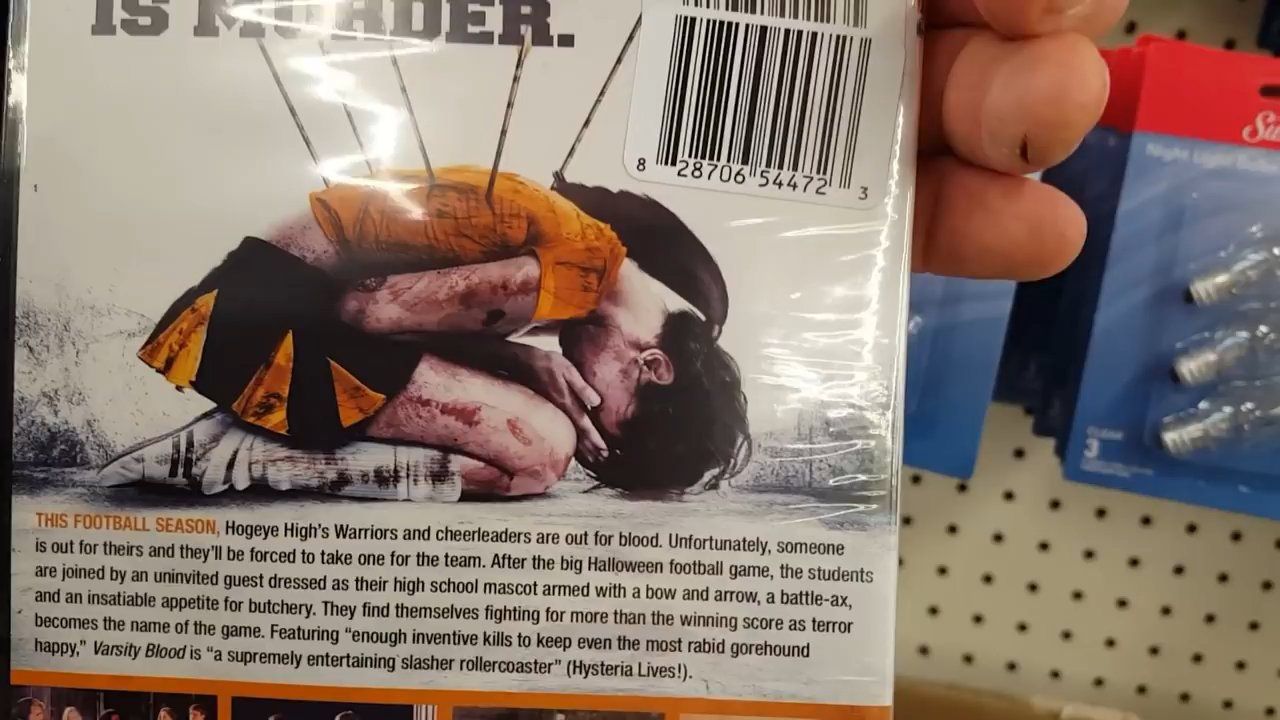 IS MURDER.
8 28706 54472 3
1
THIS FOOTBALL SEASON, Hogeye High's Warriors and cheerleaders are out for blood. Unfortunately, someone
is out for theirs and they'll be forced to take one for the team. After the big Halloween football game, the students
are joined by an uninvited guest dressed as their high school mascot armed with a bow and arrow, a battle-ax,
and an insatiable appetite for butchery. They find themselves fighting for more than the winning score as terror
becomes the name of the game. Featuring “enough inventive kills to keep even the most rabid gorehound
happy,” Varsity Blood is “a supremely entertaining slasher rollercoaster” (Hysteria Lives!).
Night Light
CLEAR
3